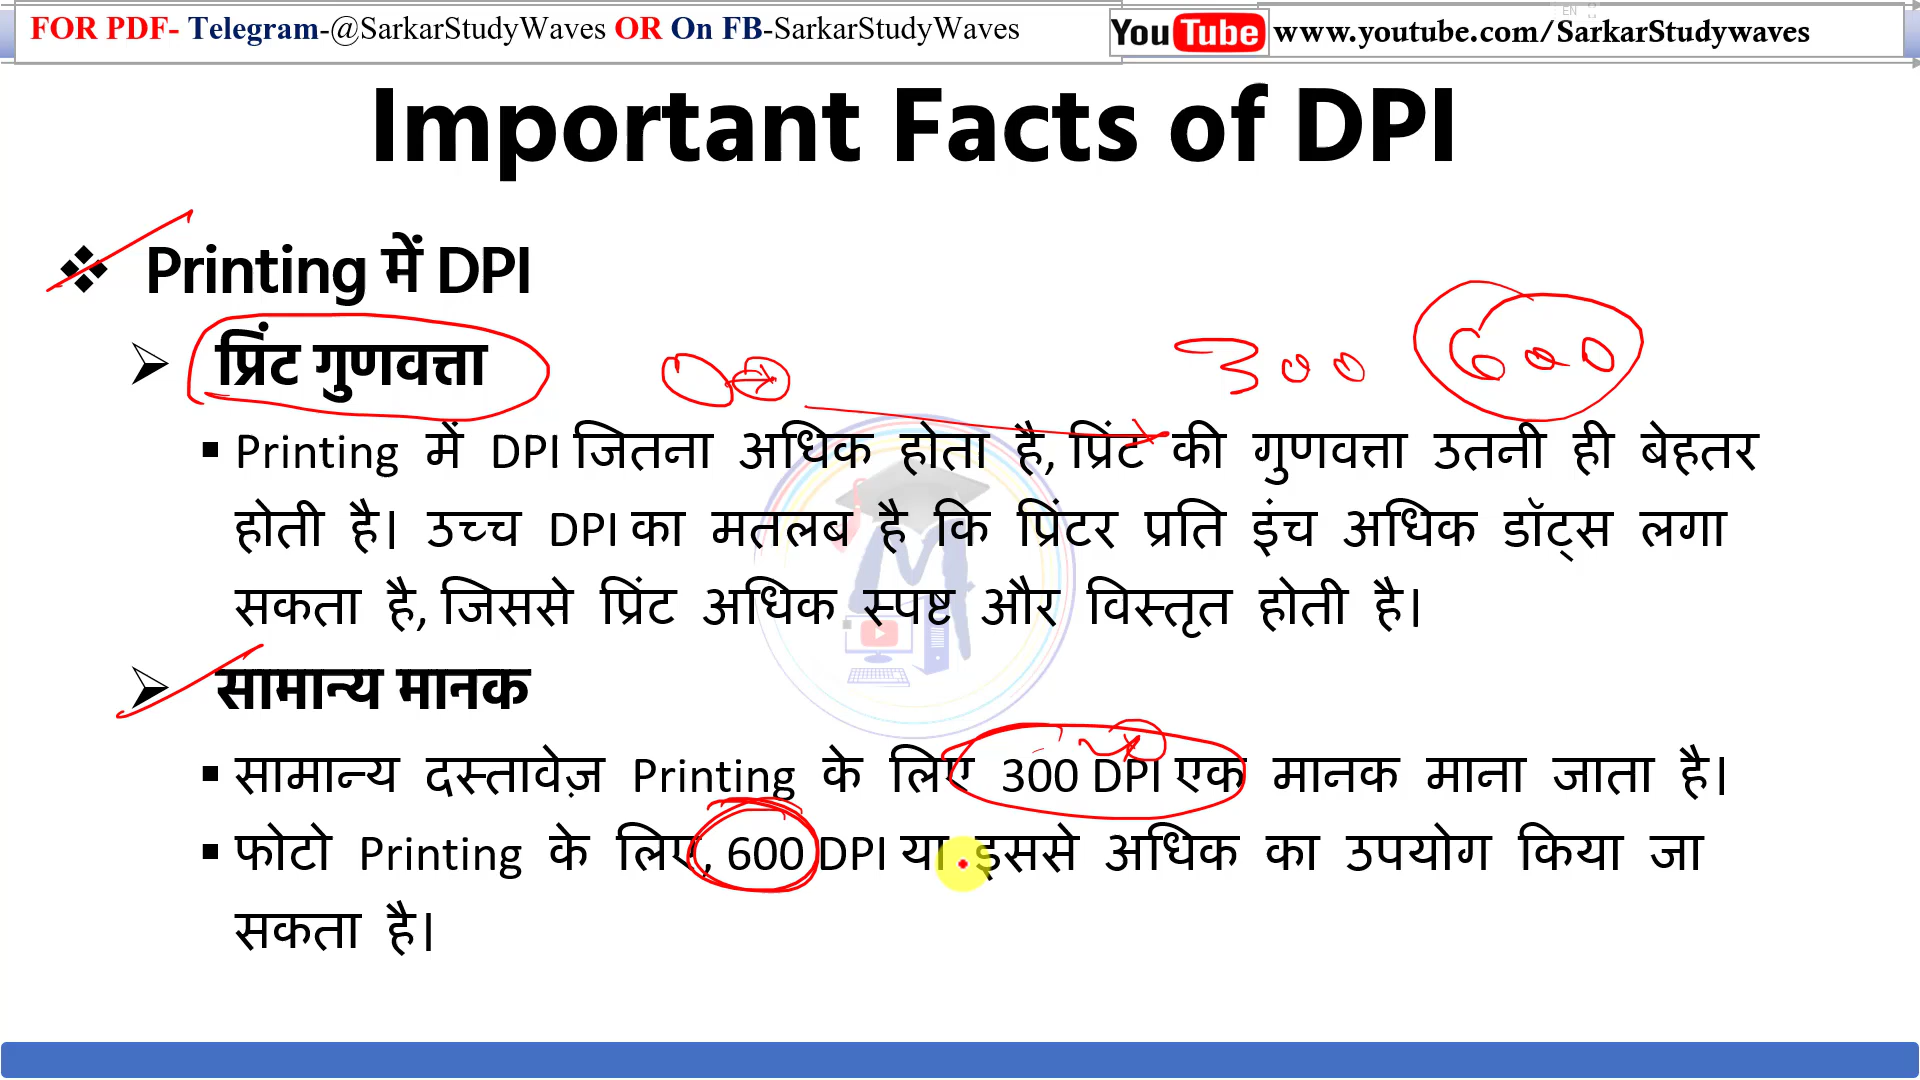 FOR PDF- Telegram-@SarkarStudyWaves OR On FB-SarkarStudyWaves
YouTube www.youtube.com/SarkarStudywaves
EN
Important Facts of DPI
❖ Printing में DPI
➢ प्रिंट गुणवत्ता
300 600
▪ Printing में DPI जितना अधिक होता है, प्रिंट की गुणवत्ता उतनी ही बेहतर
होती है। उच्च DPI का मतलब है कि प्रिंटर प्रति इंच अधिक डॉट्स लगा
सकता है, जिससे प्रिंट अधिक स्पष्ट और विस्तृत होती है।
➢ सामान्य मानक
▪ सामान्य दस्तावेज़ Printing के लिए 300 DPI एक मानक माना जाता है।
▪ फोटो Printing के लिए, 600 DPI या इससे अधिक का उपयोग किया जा
सकता है।